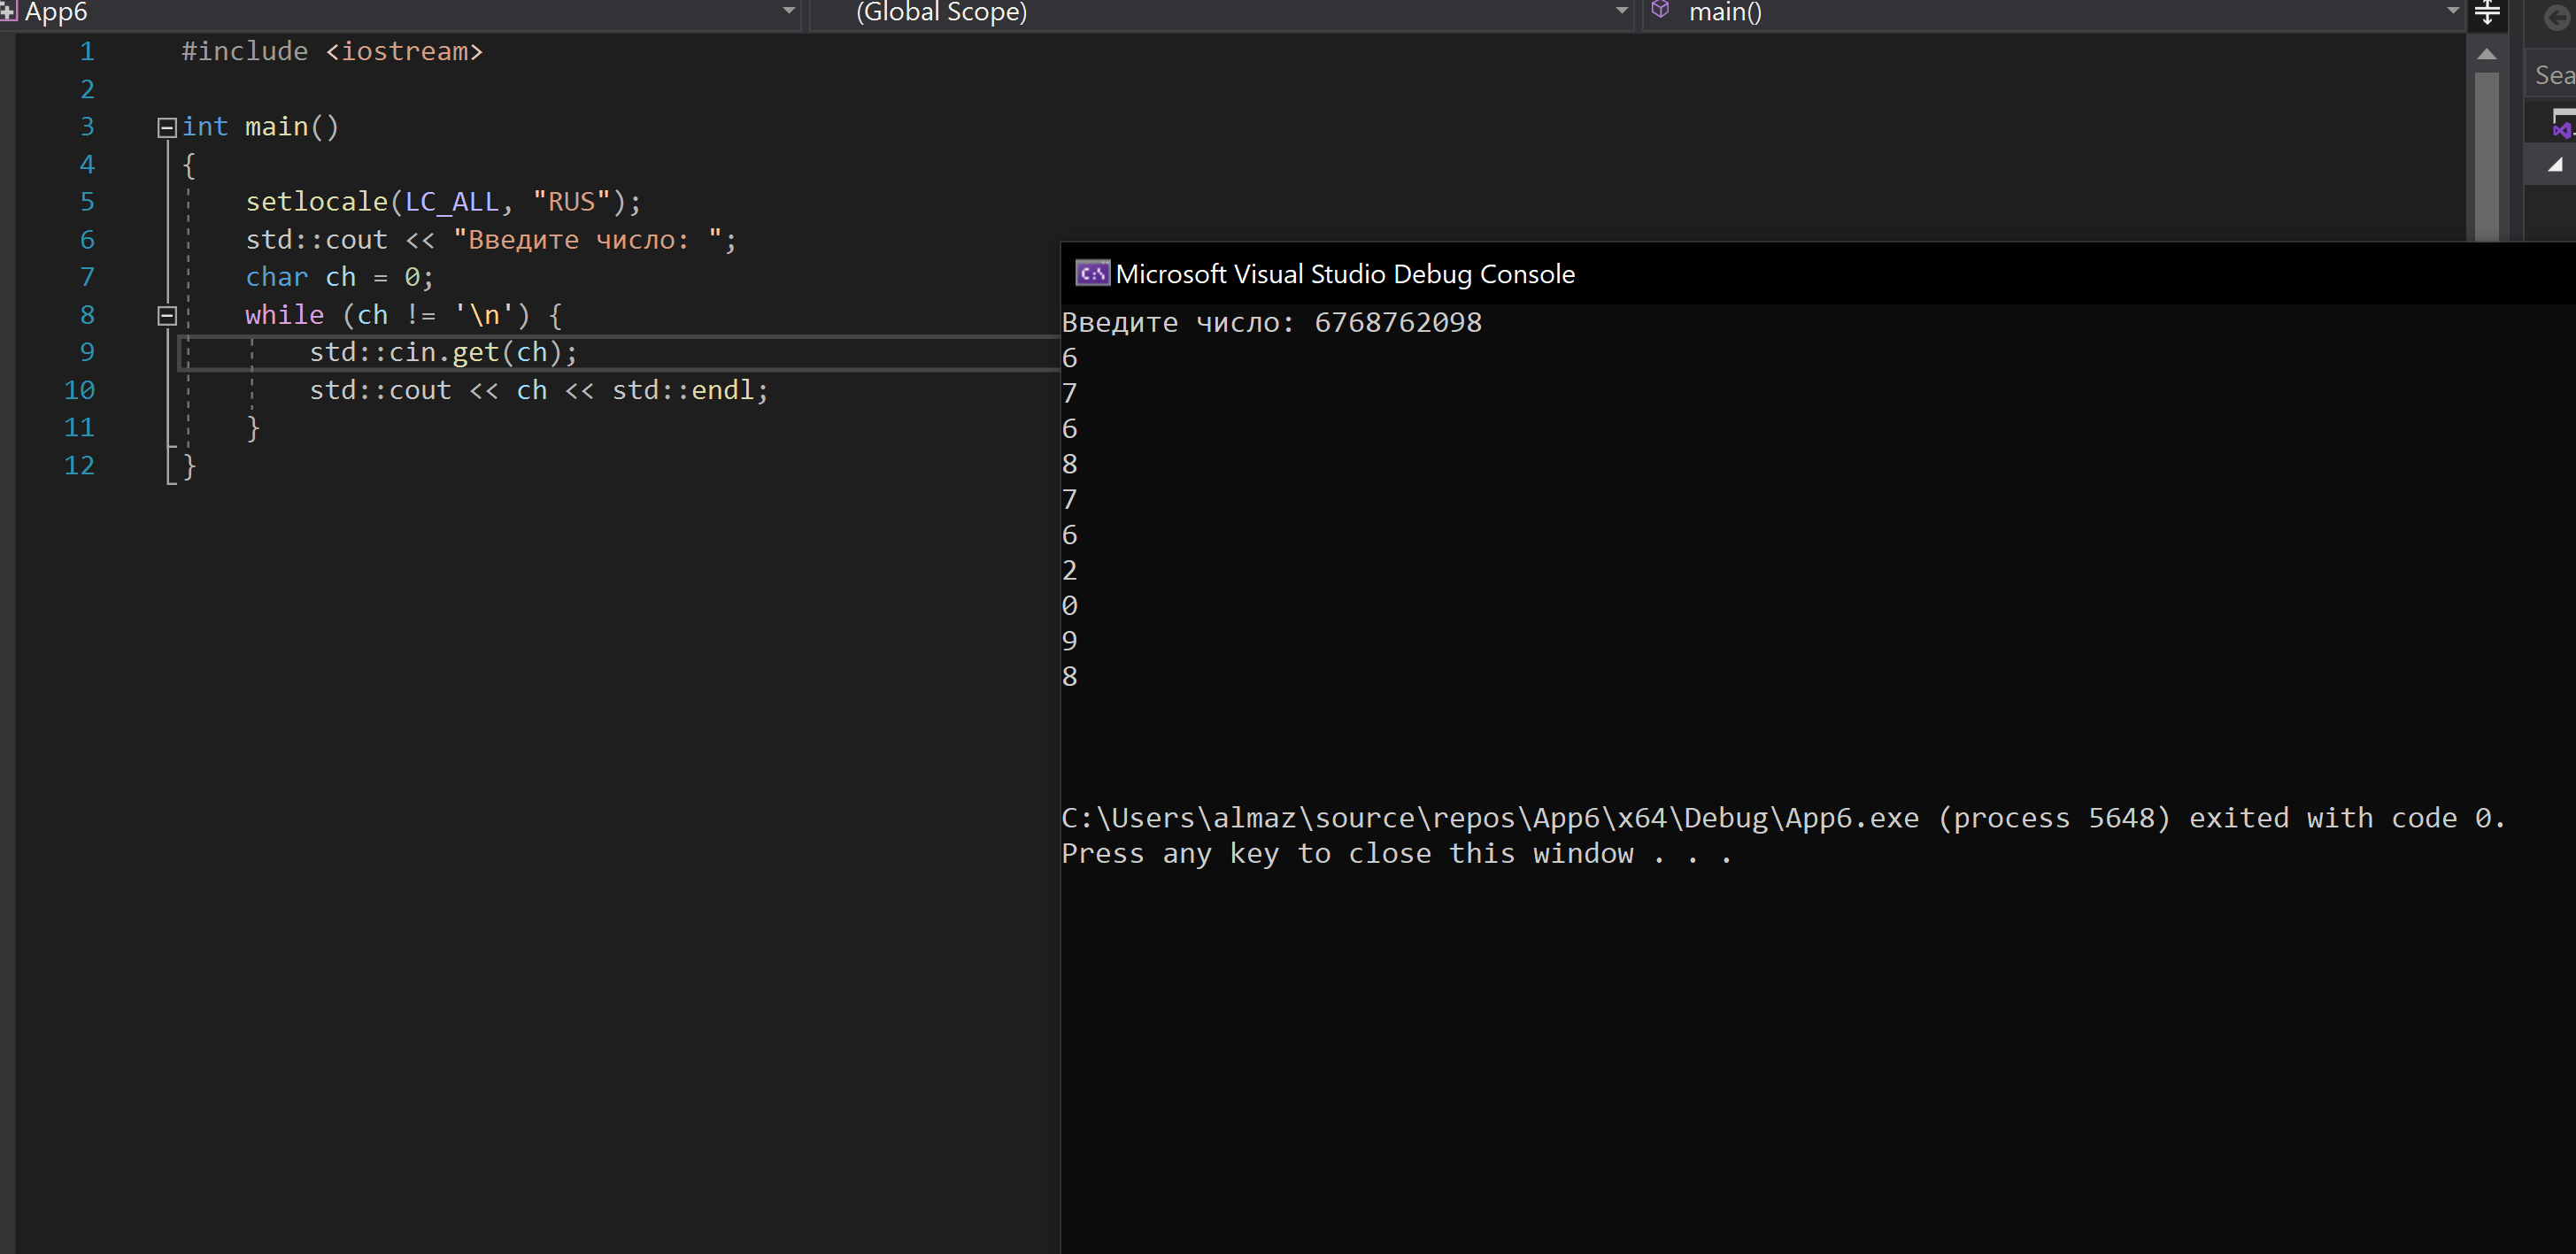 App6 (Global Scope) main()
Sea
1 #include <iostream>
2
3 int main()
4 {
5 setlocale(LC_ALL, "RUS");
6 std::cout << "Введите число: ";
7 char ch = 0;
8 while (ch != '\n') {
9 std::cin.get(ch);
10 std::cout << ch << std::endl;
11 }
12 }
C:\ Microsoft Visual Studio Debug Console
Введите число: 6768762098
6
7
6
8
7
6
2
0
9
8
C:\Users\almaz\source\repos\App6\x64\Debug\App6.exe (process 5648) exited with code 0.
Press any key to close this window . . .